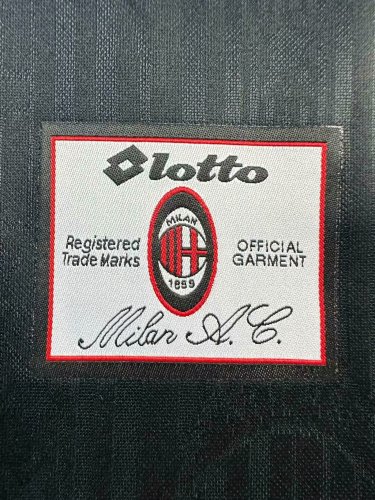 lotto
MILAN
1899
Registered
Trade Marks
OFFICIAL
GARMENT
Milan A.C.